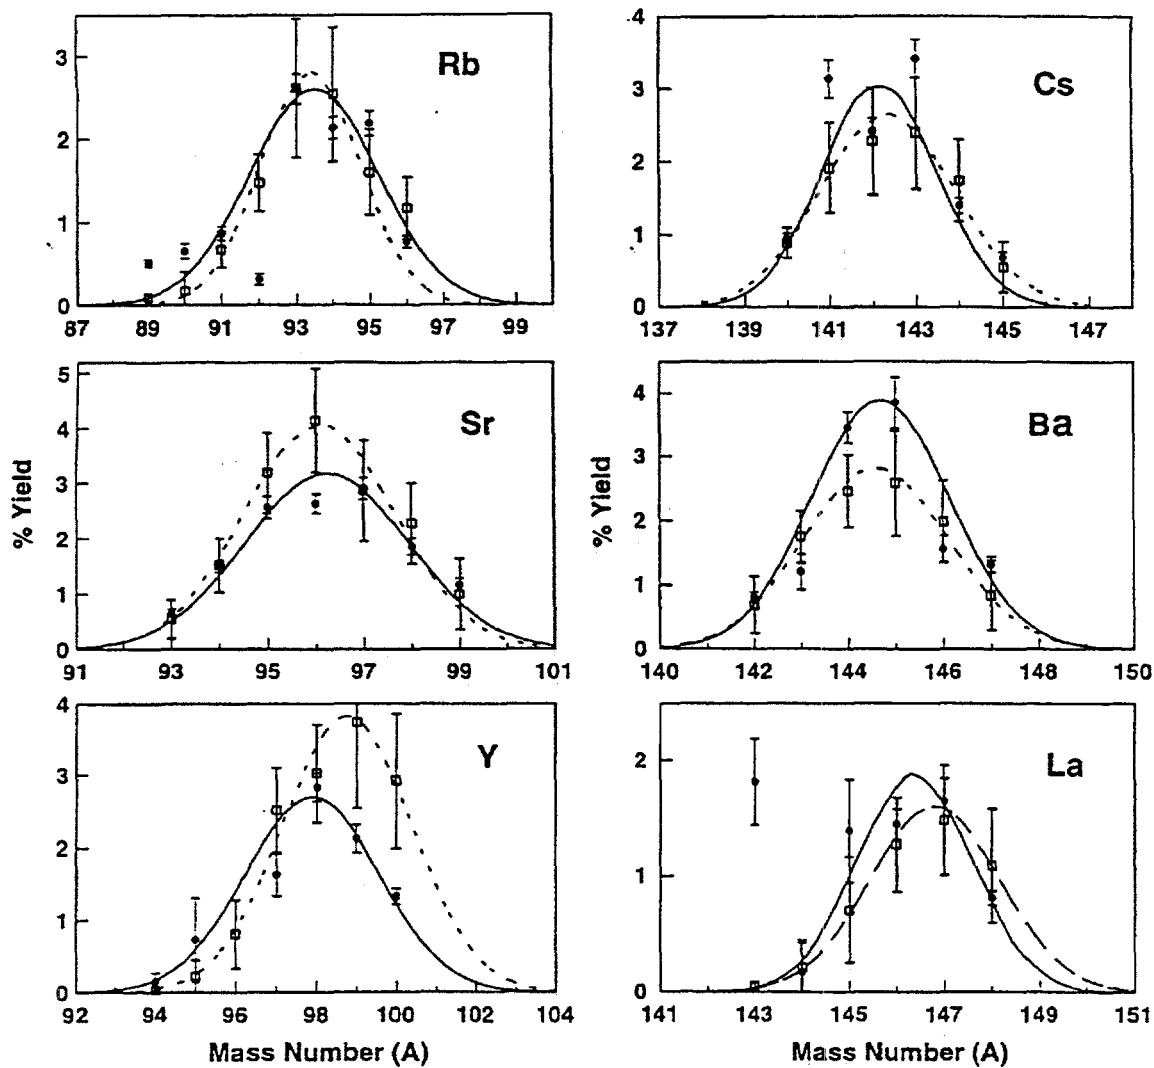 Rb
3
2
1
0
87 89 91 93 95 97 99
Cs
4
3
2
1
0
137 139 141 143 145 147
Sr
5
4
3
2
1
0
91 93 95 97 99 101
% Yield
Ba
4
3
2
1
0
140 142 144 146 148 150
% Yield
Y
4
3
2
1
0
92 94 96 98 100 102 104
Mass Number (A)
La
2
1
0
141 143 145 147 149 151
Mass Number (A)